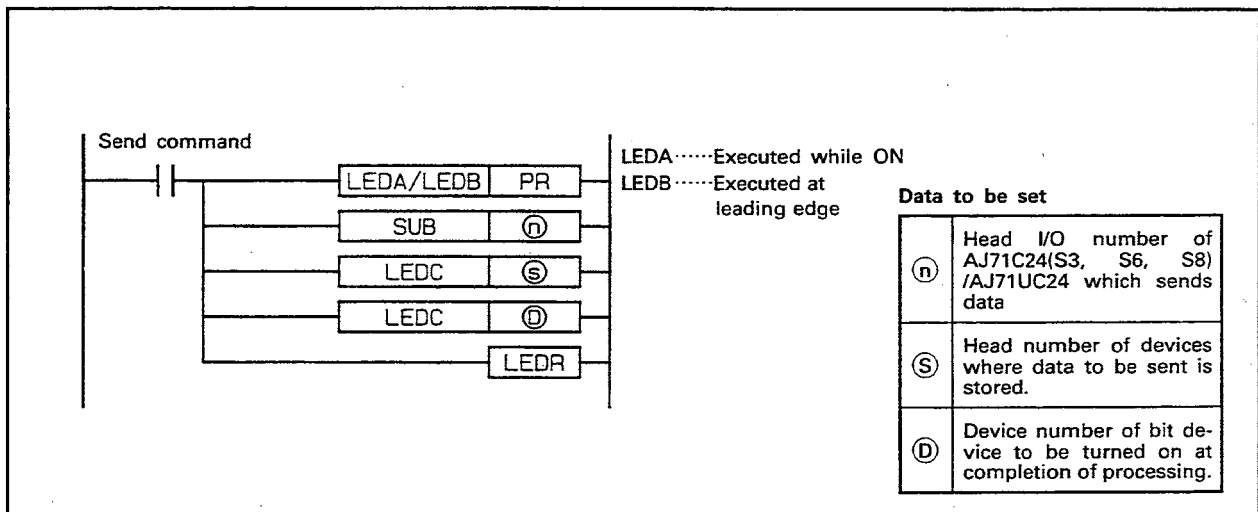 Send command
LEDA/LEDB PR
LEDA······Executed while ON
LEDB······Executed at
leading edge
SUB ⓝ
LEDC ⓢ
LEDC Ⓓ
LEDR
Data to be set
ⓝ Head I/O number of
AJ71C24(S3, S6, S8)
/AJ71UC24 which sends
data
Ⓢ Head number of devices
where data to be sent is
stored.
Ⓓ Device number of bit de-
vice to be turned on at
completion of processing.